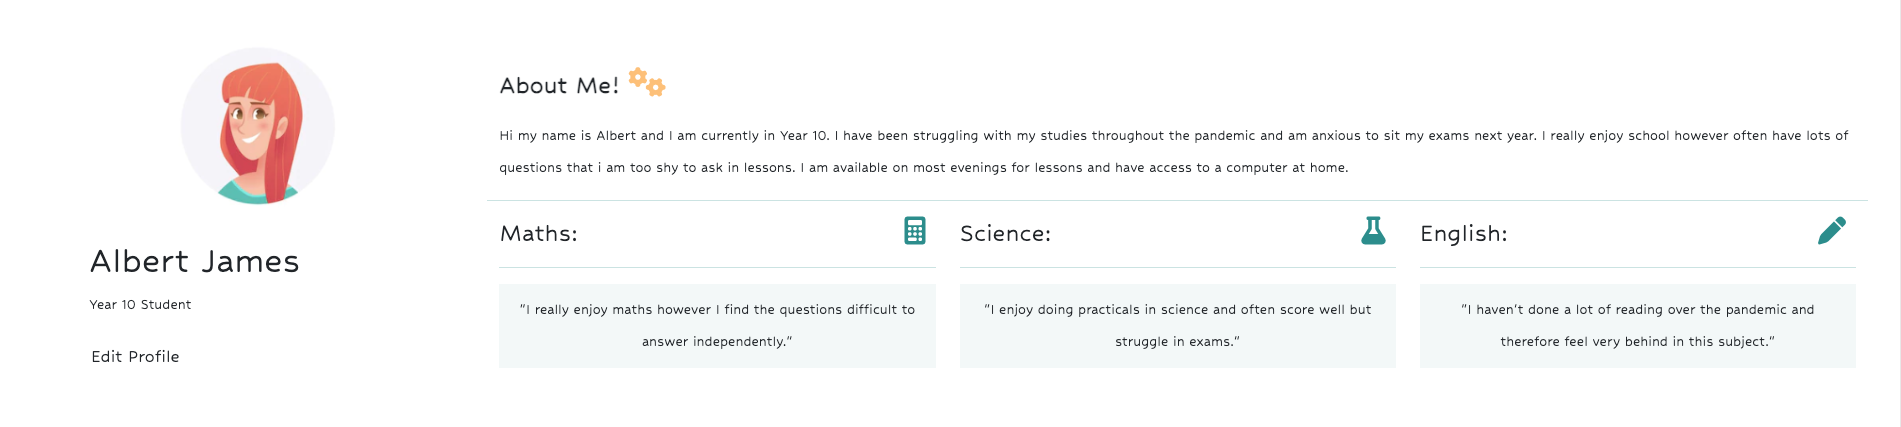 Albert James
Year 10 Student
Edit Profile
About Me!
Hi my name is Albert and I am currently in Year 10. I have been struggling with my studies throughout the pandemic and am anxious to sit my exams next year. I really enjoy school however often have lots of
questions that i am too shy to ask in lessons. I am available on most evenings for lessons and have access to a computer at home.
Maths:
"I really enjoy maths however I find the questions difficult to
answer independently."
Science:
"I enjoy doing practicals in science and often score well but
struggle in exams."
English:
"I haven't done a lot of reading over the pandemic and
therefore feel very behind in this subject."